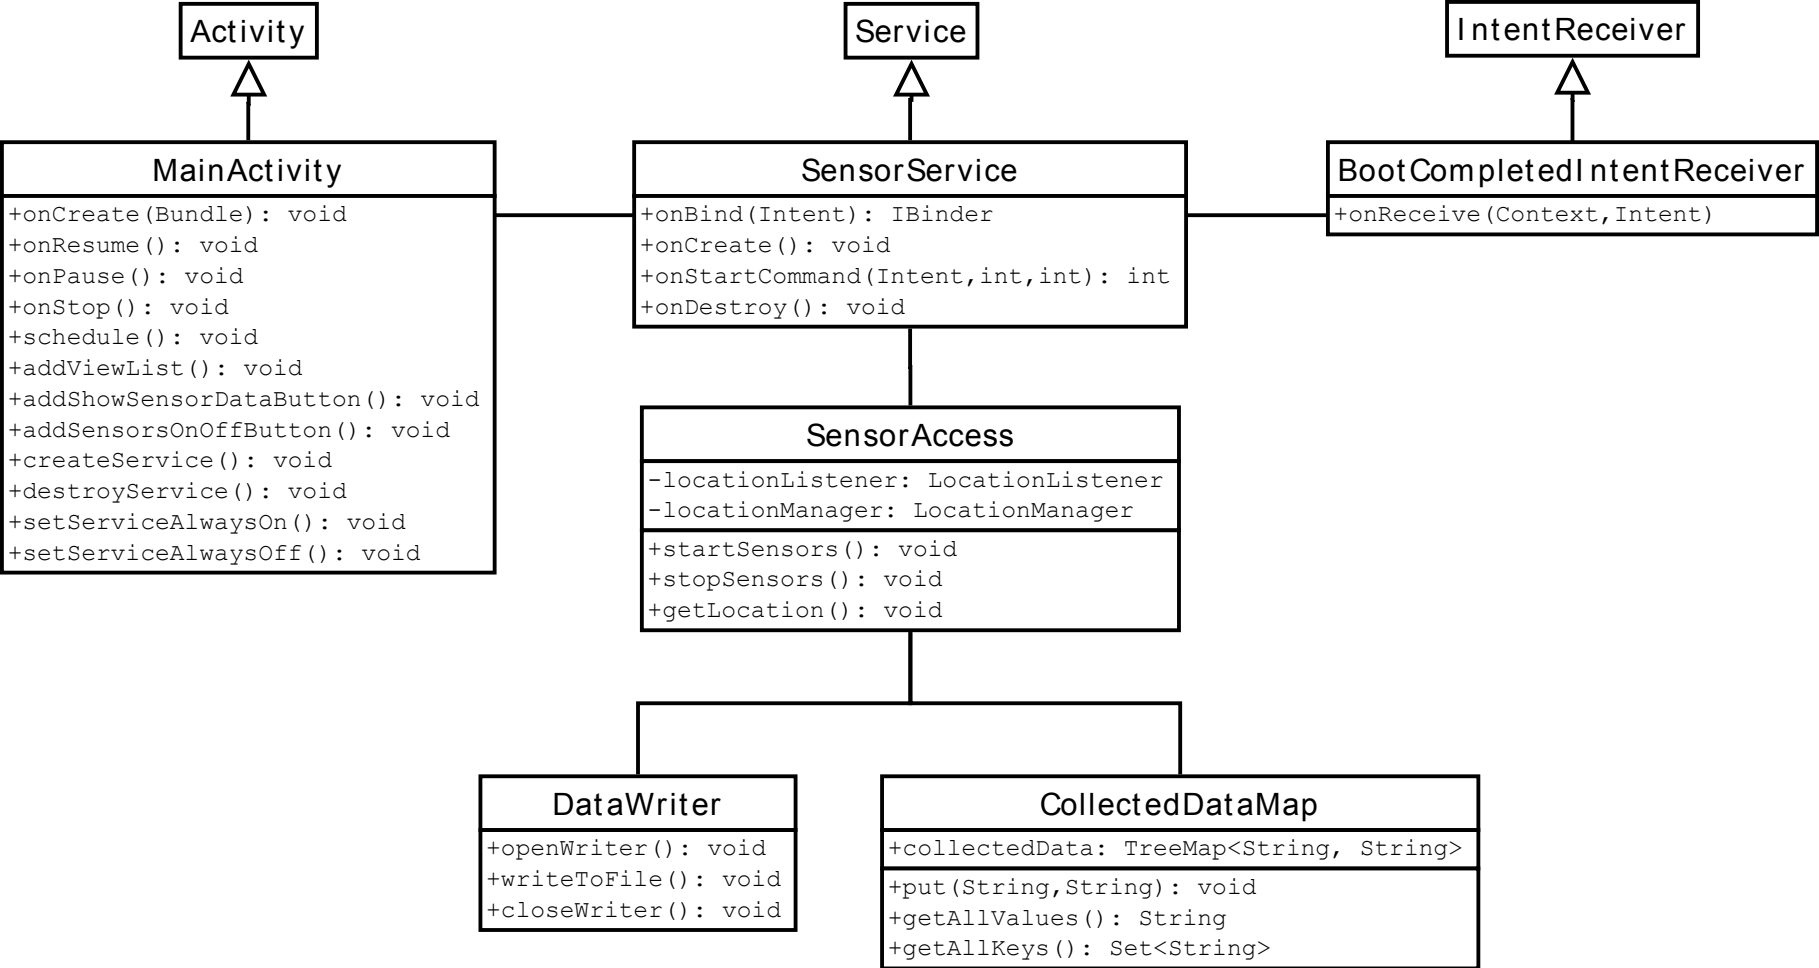 Activity
Service
IntentReceiver
MainActivity
+onCreate(Bundle): void
+onResume(): void
+onPause(): void
+onStop(): void
+schedule(): void
+addViewList(): void
+addShowSensorDataButton(): void
+addSensorsOnOffButton(): void
+createService(): void
+destroyService(): void
+setServiceAlwaysOn(): void
+setServiceAlwaysOff(): void
SensorService
+onBind(Intent): IBinder
+onCreate(): void
+onStartCommand(Intent,int,int): int
+onDestroy(): void
BootCompletedIntentReceiver
+onReceive(Context,Intent)
SensorAccess
-locationListener: LocationListener
-locationManager: LocationManager
+startSensors(): void
+stopSensors(): void
+getLocation(): void
DataWriter
+openWriter(): void
+writeToFile(): void
+closeWriter(): void
CollectedDataMap
+collectedData: TreeMap<String, String>
+put(String,String): void
+getAllValues(): String
+getAllKeys(): Set<String>